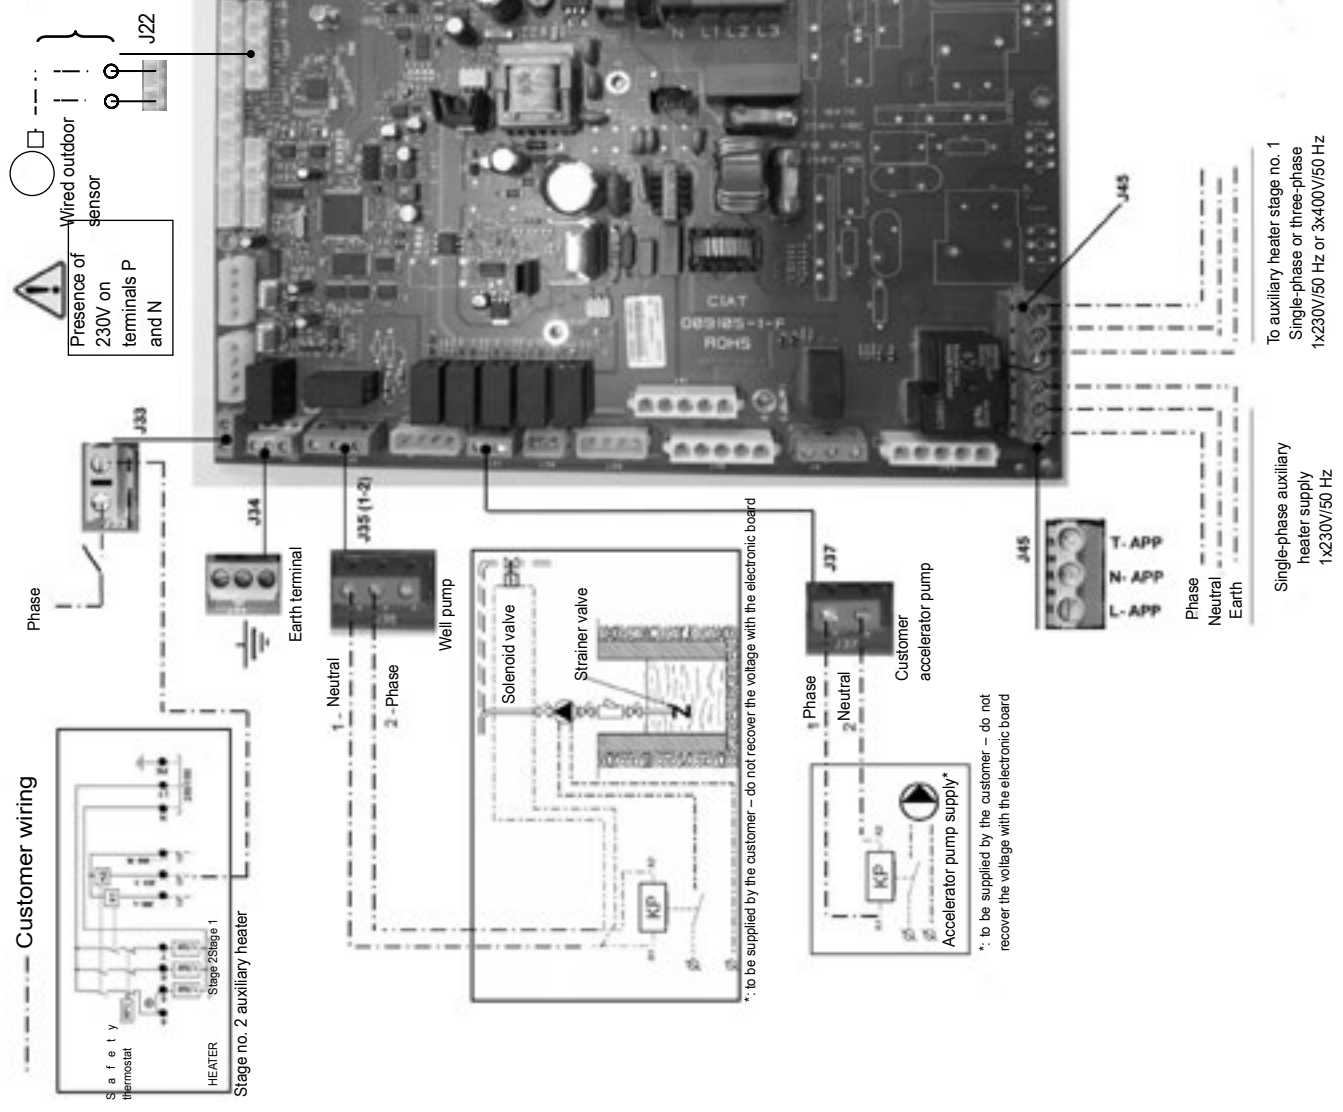 J22
Wired outdoor
sensor
Presence of
230V on
terminals P
and N
J33
Phase
J34
Earth terminal
J35 (1-2)
Well pump
1 - Neutral
2 - Phase
N L1 L2 L3
CIAT
009105-1-F
ROHS
J45
To auxiliary heater stage no. 1
Single-phase or three-phase
1x230V/50 Hz or 3x400V/50 Hz
Single-phase auxiliary
heater supply
1x230V/50 Hz
J45
T- APP
N- APP
L- APP
Phase
Neutral
Earth
J37
Customer
accelerator pump
1 Phase
2 Neutral
Solenoid valve
Strainer valve
KP
A1
A2
*: to be supplied by the customer – do not recover the voltage with the electronic board
KP
A1
A2
Accelerator pump supply*
*: to be supplied by the customer – do not
recover the voltage with the electronic board
Customer wiring
Safety
thermostat
HEATER
Stage 2 Stage 1
Stage no. 2 auxiliary heater